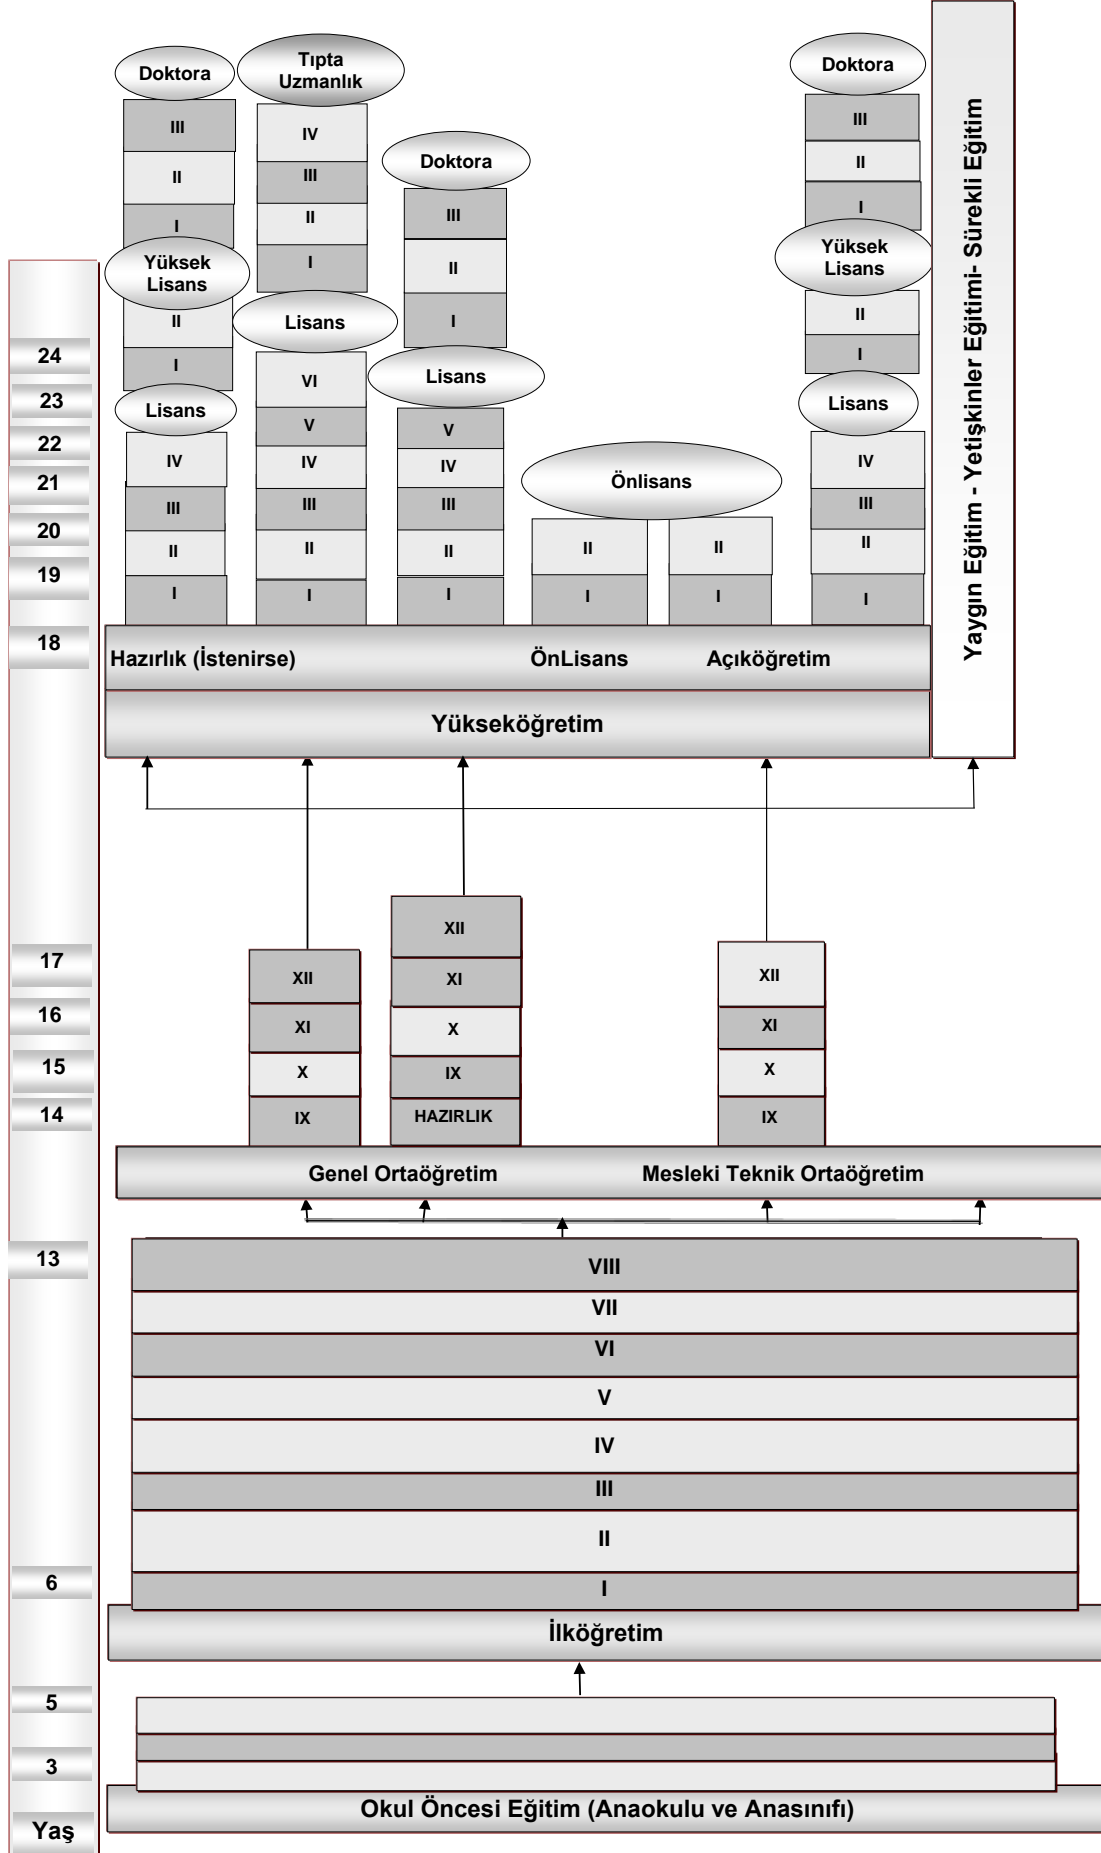 Doktora
III
II
I
Yüksek
Lisans
II
I
Lisans
IV
III
II
I
Tıpta
Uzmanlık
IV
III
II
I
Lisans
VI
V
IV
III
II
I
Doktora
III
II
I
Lisans
V
IV
III
II
I
Önlisans
II
I
II
I
Doktora
III
II
I
Yüksek
Lisans
II
I
Lisans
IV
III
II
I
Yaygın Eğitim - Yetişkinler Eğitimi- Sürekli Eğitim
24
23
22
21
20
19
18
Hazırlık (İstenirse)
ÖnLisans
Açıköğretim
Yükseköğretim
17
16
15
14
XII
XI
X
IX
XII
XI
X
IX
HAZIRLIK
XII
XI
X
IX
Genel Ortaöğretim
Mesleki Teknik Ortaöğretim
13
VIII
VII
VI
V
IV
III
II
6
I
İlköğretim
5
3
Okul Öncesi Eğitim (Anaokulu ve Anasınıfı)
Yaş